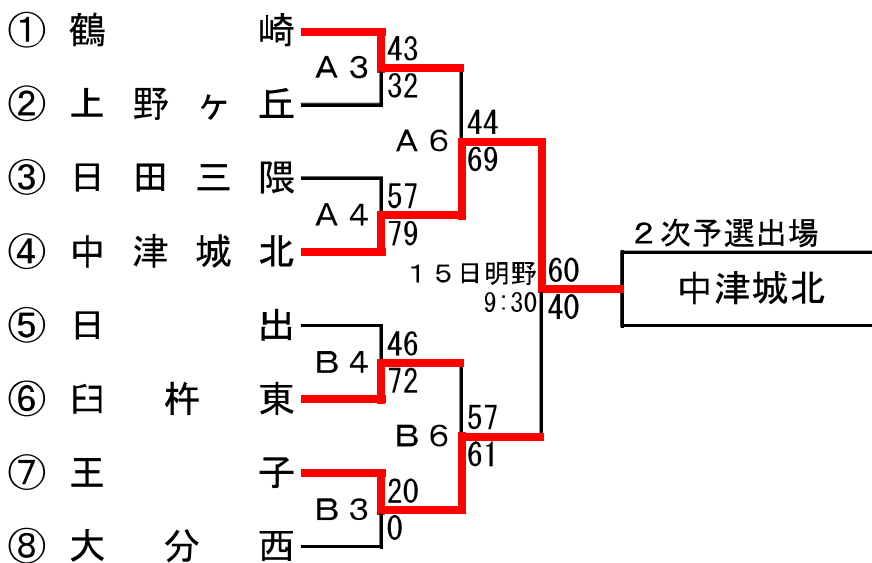 ① 鶴崎
43
A3
32
② 上野ヶ丘
44
A6
69
③ 日田三隈
57
A4
79
④ 中津城北
2次予選出場
15日明野
9:30
60
40
中津城北
⑤ 日出
46
B4
72
⑥ 臼杵東
57
B6
61
⑦ 王子
20
B3
0
⑧ 大分西